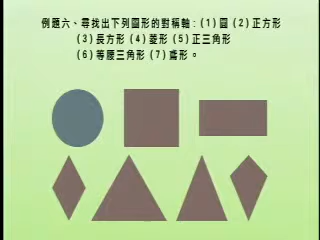 例題六、尋找出下列圖形的對稱軸:(1)圓 (2)正方形
(3)長方形 (4)菱形 (5)正三角形
(6)等腰三角形 (7)鳶形。